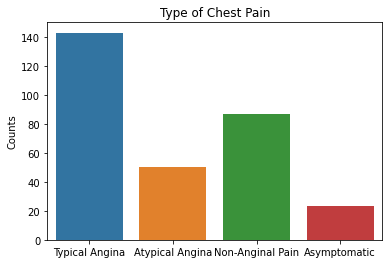 Type of Chest Pain
Counts
140
120
100
80
60
40
20
0
Typical Angina Atypical Angina Non-Anginal Pain Asymptomatic